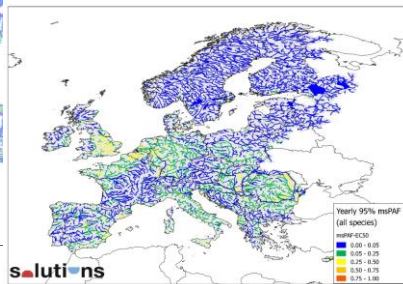 Yearly 95% msPAF
(all species)
msPAF-EC50
0.00 - 0.05
0.05 - 0.25
0.25 - 0.50
0.50 - 0.75
0.75 - 1.00
solutions